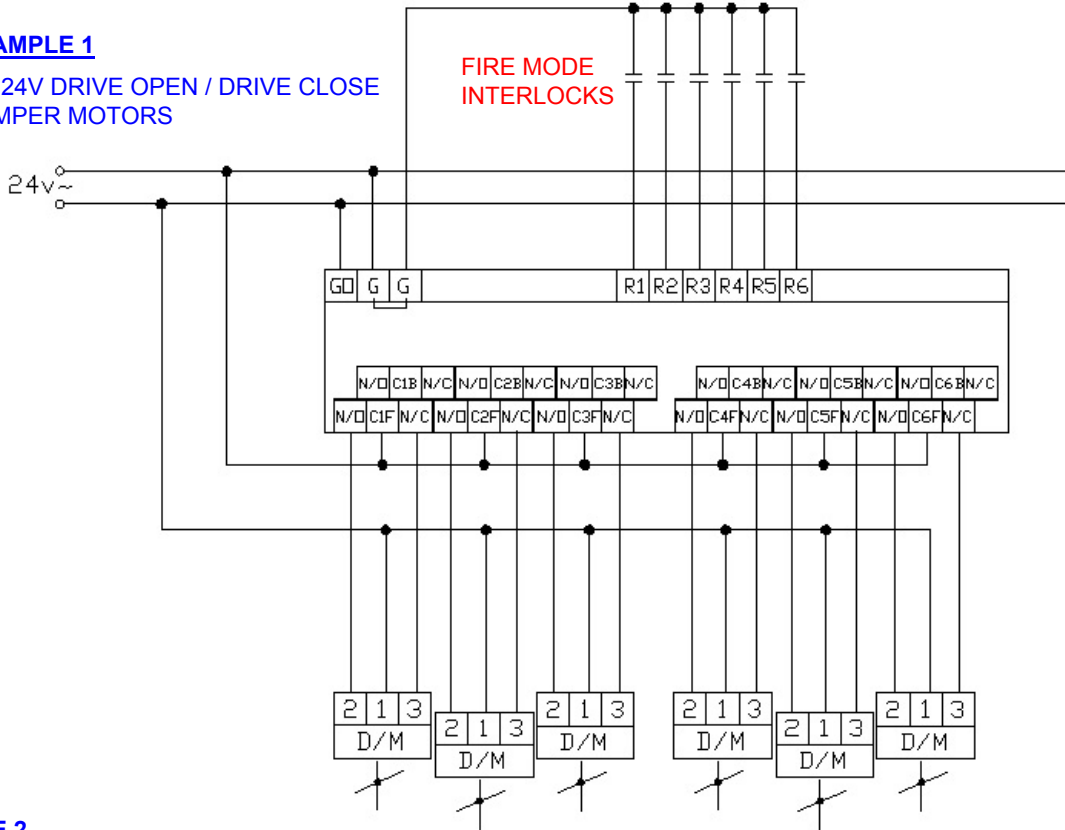 AMPLE 1
24V DRIVE OPEN / DRIVE CLOSE
MPER MOTORS
FIRE MODE
INTERLOCKS
24v~
GO G G R1 R2 R3 R4 R5 R6
N/O C1B N/C N/O C2B N/C N/O C3B N/C N/O C4B N/C N/O C5B N/C N/O C6B N/C
N/O C1F N/C N/O C2F N/C N/O C3F N/C N/O C4F N/C N/O C5F N/C N/O C6F N/C
2 1 3 2 1 3 2 1 3 2 1 3 2 1 3 2 1 3
D/M D/M D/M D/M D/M D/M
E 2